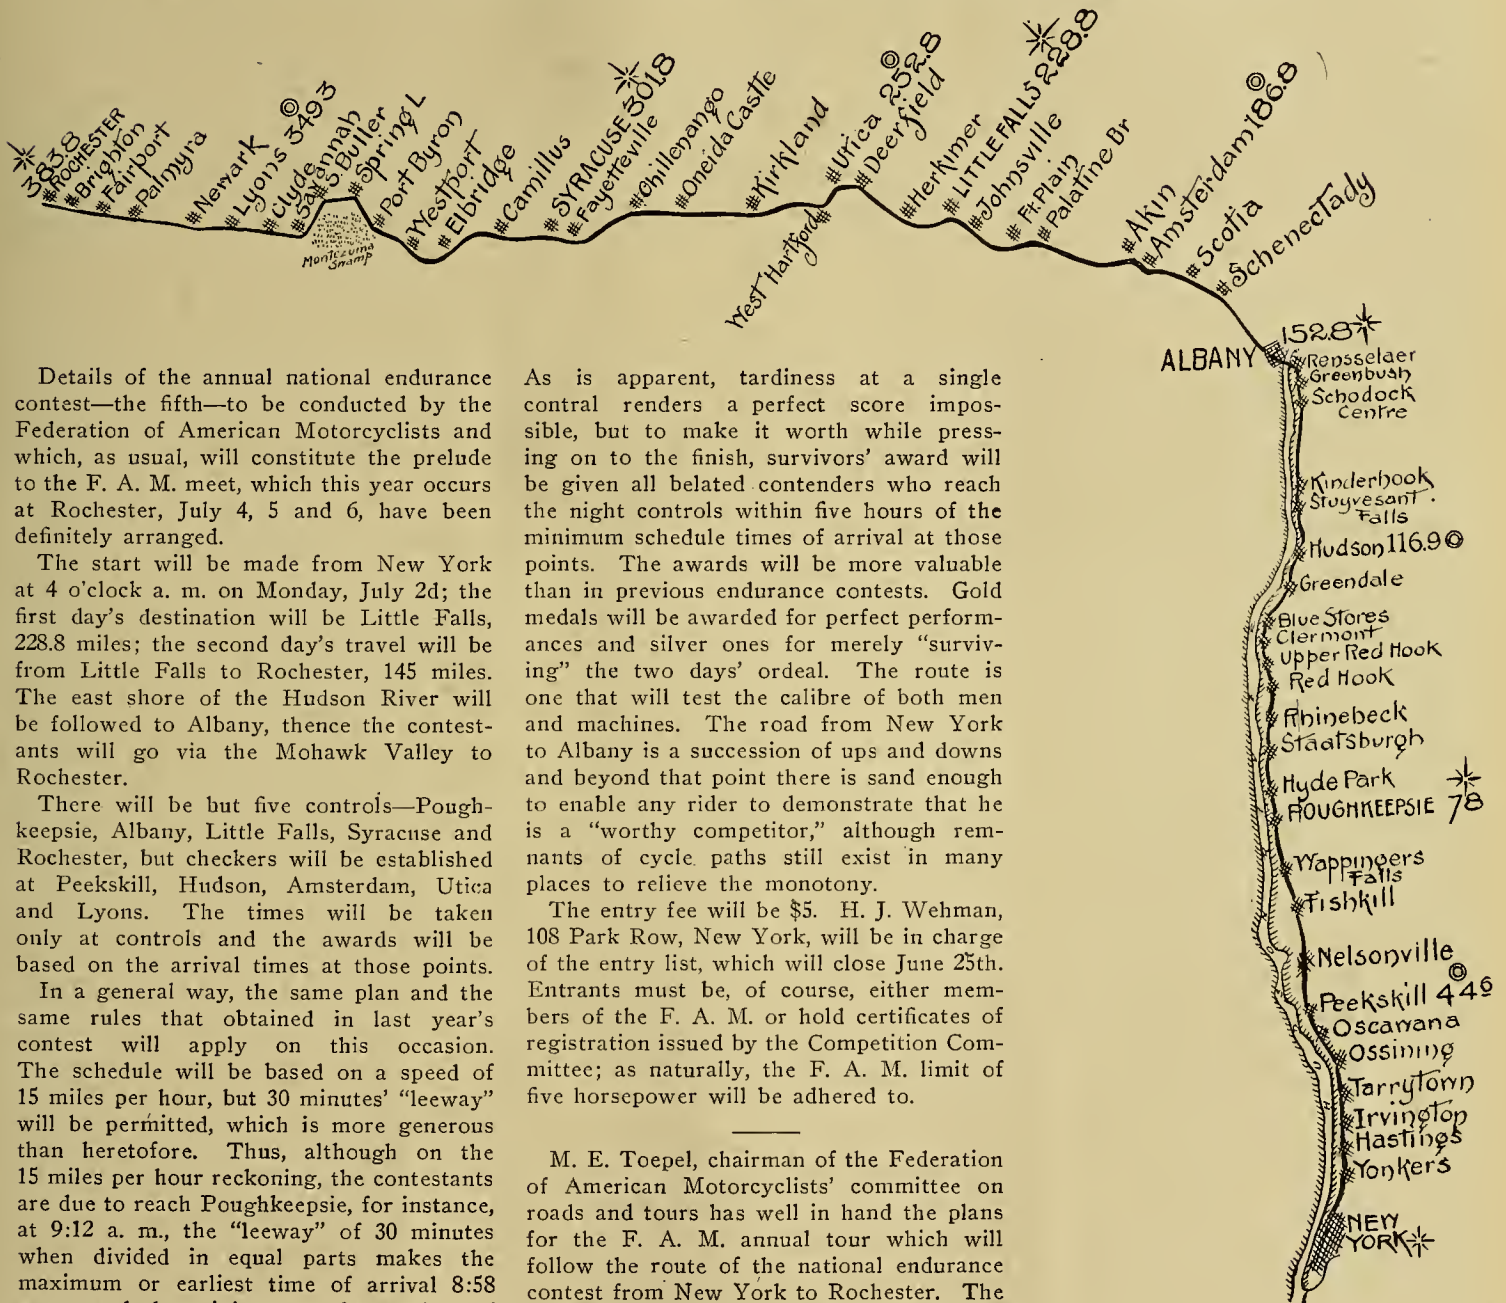 383.8
ROCHESTER
Brighton
Fairport
Palmyra
Newark
Lyons 349.3
Clyde
Savannah
S. Butler
Spring L
Port Byron
Westport
Elbridge
Camillus
SYRACUSE 301.8
Fayetteville
Chillenango
Oneida Castle
Kirkland
Utica 252.8
Deerfield
Herkimer
LITTLE FALLS 228.8
Johnsville
Ft. Plain
Palatine Br
Akin
Amsterdam 186.8
Scotia
Schenectady
Montezuma
Swamp
West Hartford
152.8
ALBANY
Rensselaer
Greenbush
Schodock
Centre
Kinderhook
Stuyvesant
Falls
Hudson 116.9
Greendale
Blue Stores
Clermont
Upper Red Hook
Red Hook
Rhinebeck
Staatsburgh
Hyde Park
POUGHKEEPSIE 78
Wappingers
Falls
Fishkill
Nelsonville
Peekskill 44 6
Oscawana
Ossining
Tarrytown
Irvington
Hastings
Yonkers
NEW
YORK
Details of the annual national endurance
contest—the fifth—to be conducted by the
Federation of American Motorcyclists and
which, as usual, will constitute the prelude
to the F. A. M. meet, which this year occurs
at Rochester, July 4, 5 and 6, have been
definitely arranged.
The start will be made from New York
at 4 o'clock a. m. on Monday, July 2d; the
first day's destination will be Little Falls,
228.8 miles; the second day's travel will be
from Little Falls to Rochester, 145 miles.
The east shore of the Hudson River will
be followed to Albany, thence the contest-
ants will go via the Mohawk Valley to
Rochester.
There will be but five controls—Pough-
keepsie, Albany, Little Falls, Syracuse and
Rochester, but checkers will be established
at Peekskill, Hudson, Amsterdam, Utica
and Lyons. The times will be taken
only at controls and the awards will be
based on the arrival times at those points.
In a general way, the same plan and the
same rules that obtained in last year's
contest will apply on this occasion.
The schedule will be based on a speed of
15 miles per hour, but 30 minutes' "leeway"
will be permitted, which is more generous
than heretofore. Thus, although on the
15 miles per hour reckoning, the contestants
are due to reach Poughkeepsie, for instance,
at 9:12 a. m., the "leeway" of 30 minutes
when divided in equal parts makes the
maximum or earliest time of arrival 8:58
As is apparent, tardiness at a single
contral renders a perfect score impos-
sible, but to make it worth while press-
ing on to the finish, survivors' award will
be given all belated contenders who reach
the night controls within five hours of the
minimum schedule times of arrival at those
points. The awards will be more valuable
than in previous endurance contests. Gold
medals will be awarded for perfect perform-
ances and silver ones for merely "surviv-
ing" the two days' ordeal. The route is
one that will test the calibre of both men
and machines. The road from New York
to Albany is a succession of ups and downs
and beyond that point there is sand enough
to enable any rider to demonstrate that he
is a "worthy competitor," although rem-
nants of cycle paths still exist in many
places to relieve the monotony.
The entry fee will be $5. H. J. Wehman,
108 Park Row, New York, will be in charge
of the entry list, which will close June 25th.
Entrants must be, of course, either mem-
bers of the F. A. M. or hold certificates of
registration issued by the Competition Com-
mittee; as naturally, the F. A. M. limit of
five horsepower will be adhered to.
M. E. Toepel, chairman of the Federation
of American Motorcyclists' committee on
roads and tours has well in hand the plans
for the F. A. M. annual tour which will
follow the route of the national endurance
contest from New York to Rochester. The